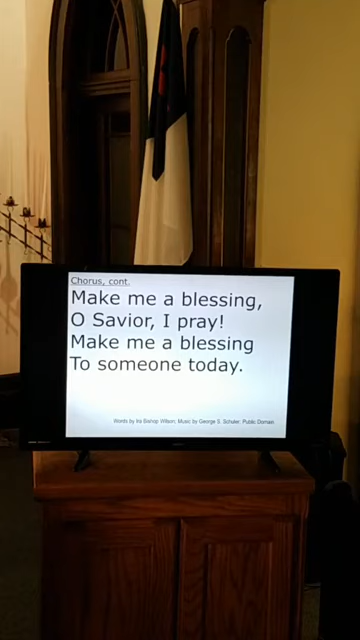 Chorus, cont.
Make me a blessing,
O Savior, I pray!
Make me a blessing
To someone today.
Words by Ira Bishop Wilson; Music by George S. Schuler; Public Domain